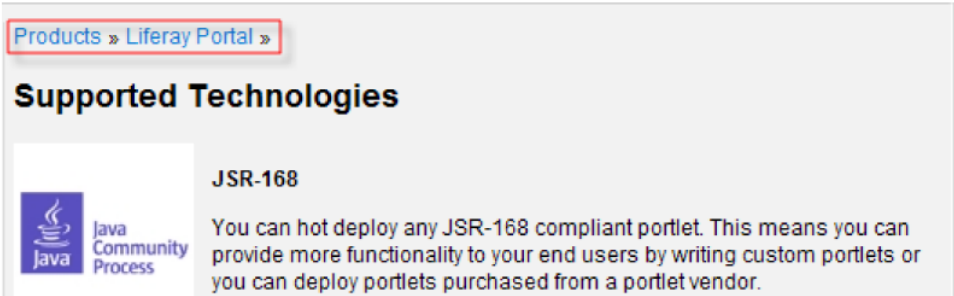 Products » Liferay Portal »
Supported Technologies
JSR-168
Java
Java
Community
Process
You can hot deploy any JSR-168 compliant portlet. This means you can
provide more functionality to your end users by writing custom portlets or
you can deploy portlets purchased from a portlet vendor.